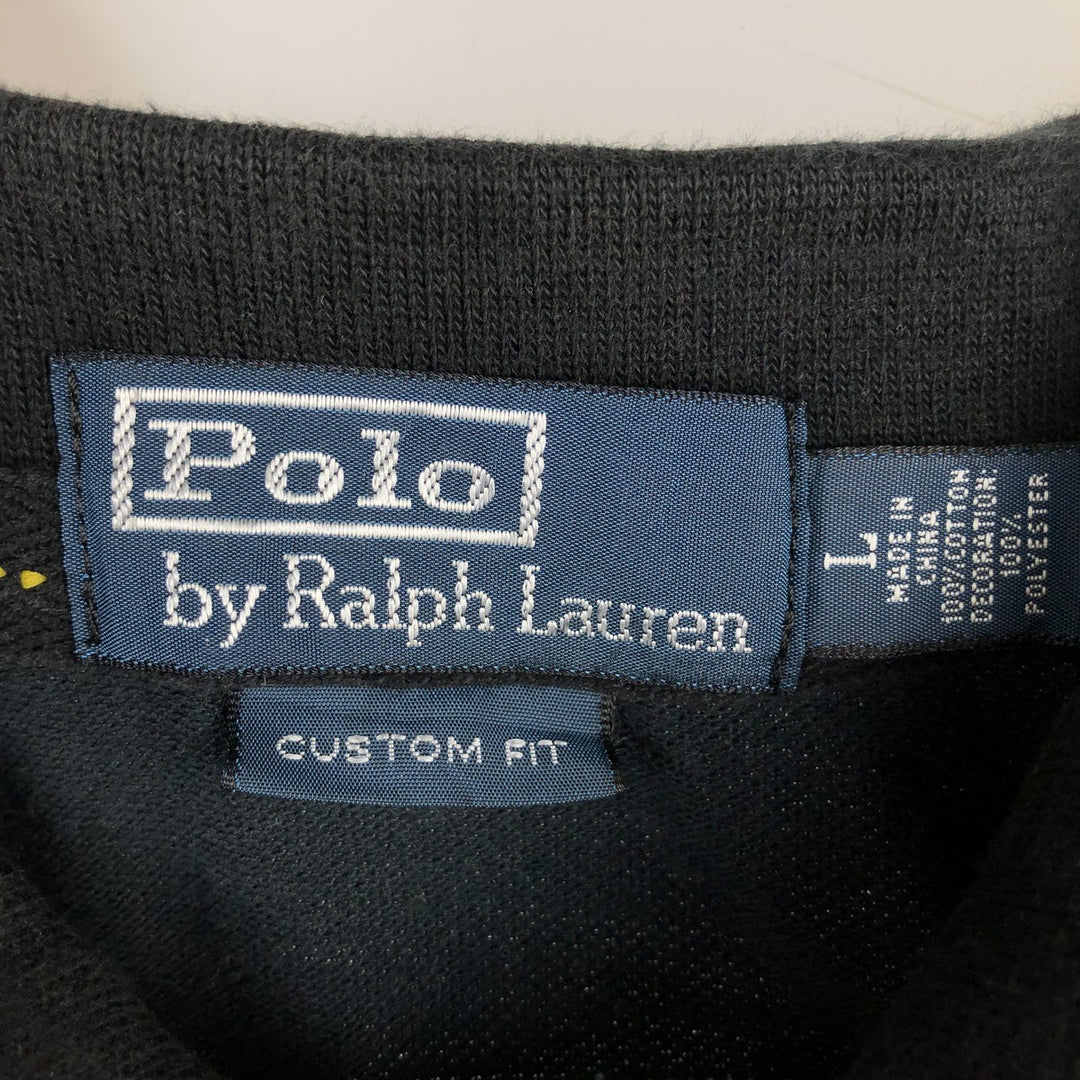 Polo
by Ralph Lauren
CUSTOM FIT
L
MADE IN
CHINA
100%COTTON
DECORATION:
100%
POLYESTER